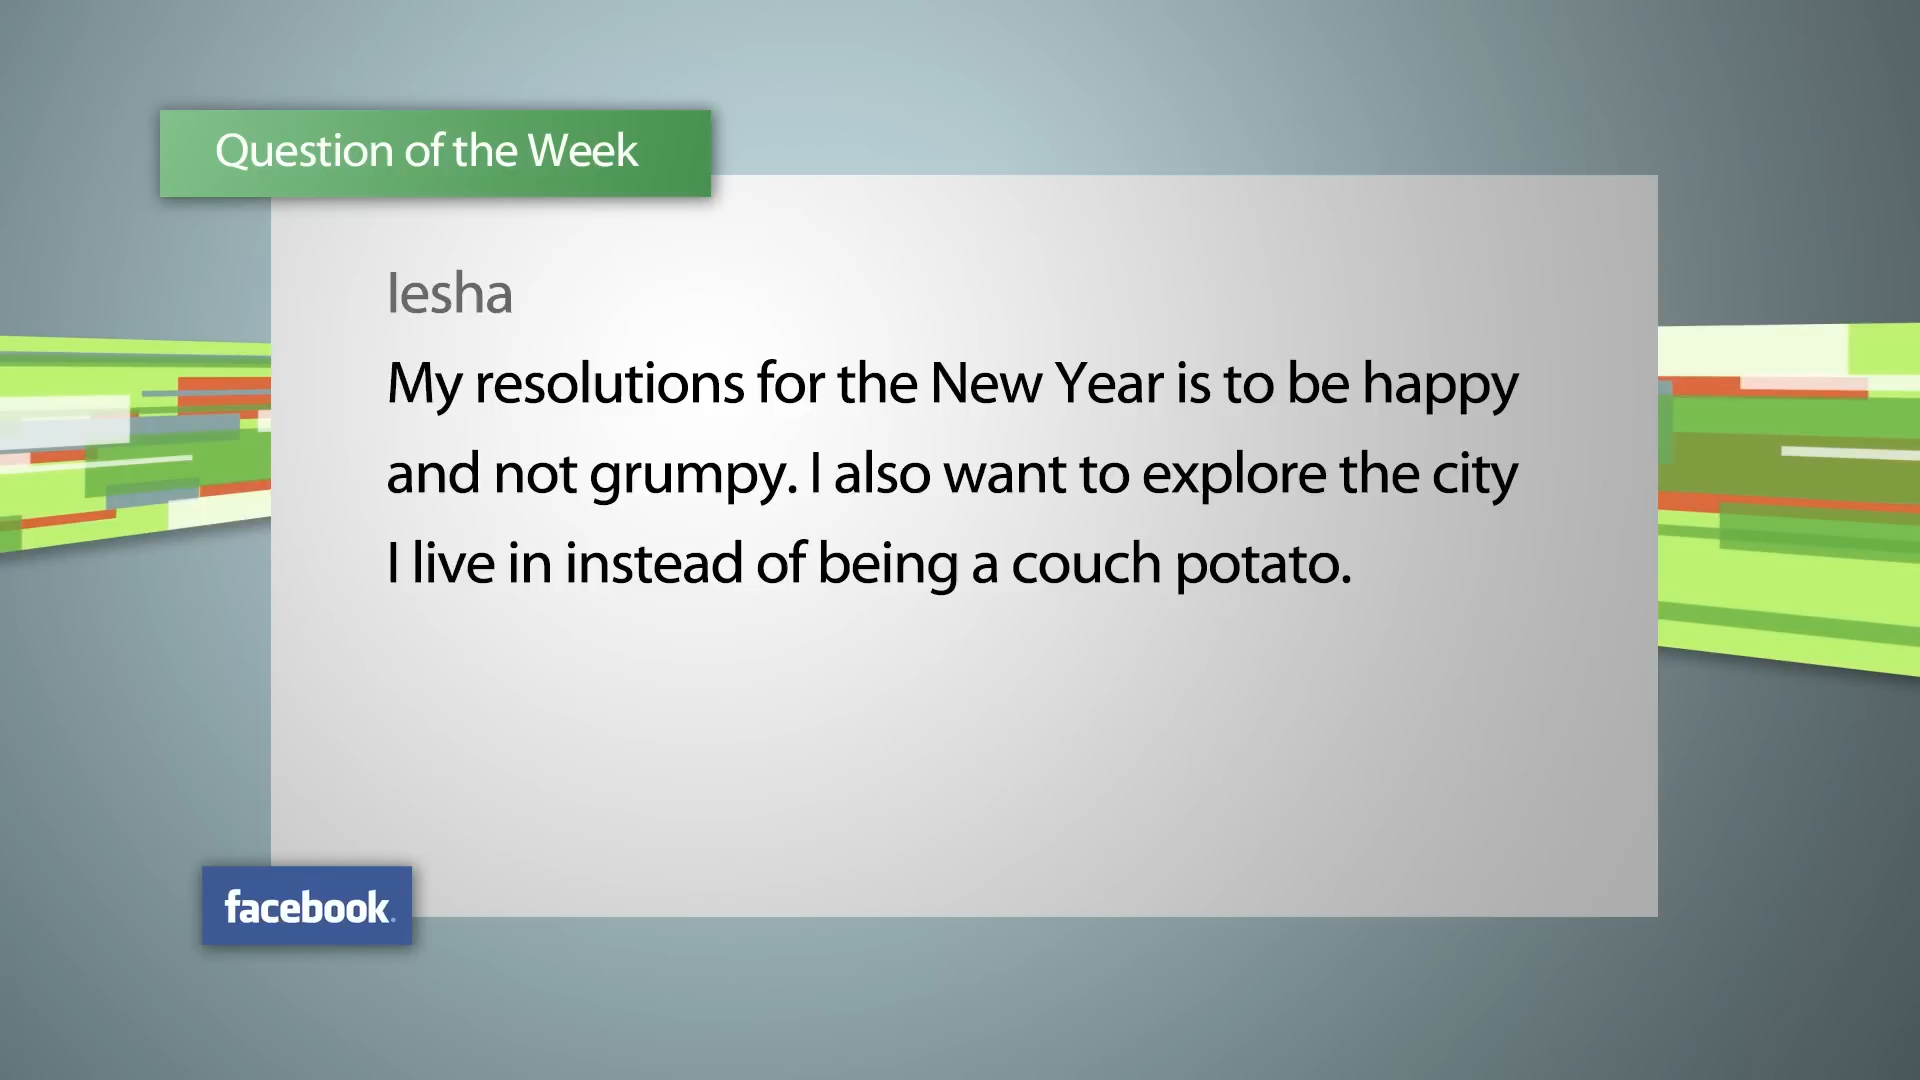 Question of the Week
Iesha
My resolutions for the New Year is to be happy
and not grumpy. I also want to explore the city
I live in instead of being a couch potato.
facebook.